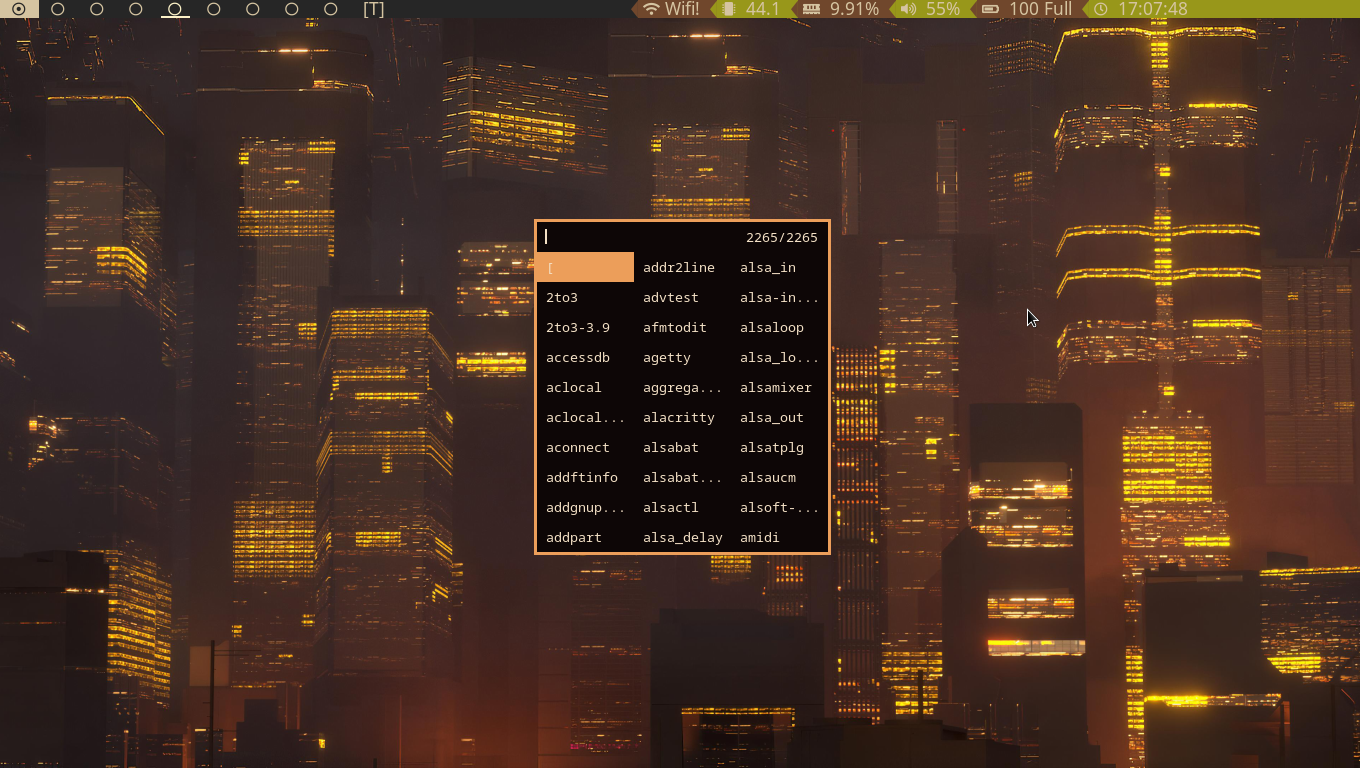 [T] Wifi! 44.1 9.91% 55% 100 Full 17:07:48
2265/2265
[ addr2line alsa_in
2to3 advtest alsa-in...
2to3-3.9 afmtodit alsaloop
accessdb agetty alsa_lo...
aclocal aggrega... alsamixer
aclocal... alacritty alsa_out
aconnect alsabat alsatplg
addftinfo alsabat... alsaucm
addgnup... alsactl alsoft-...
addpart alsa_delay amidi